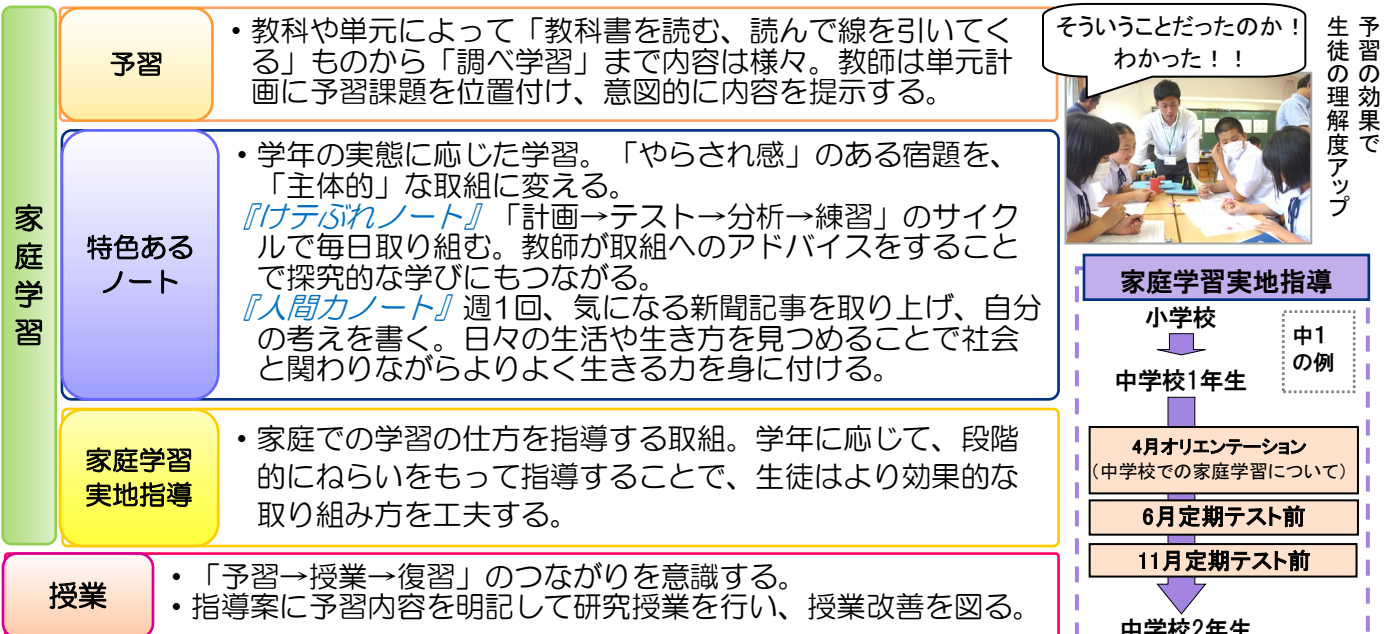 家庭学習
予習
・教科や単元によって「教科書を読む、読んで線を引いてく
る」ものから「調べ学習」まで内容は様々。教師は単元計
画に予習課題を位置付け、意図的に内容を提示する。
特色ある
ノート
・学年の実態に応じた学習。「やらされ感」のある宿題を、
「主体的」な取組に変える。
『けテぶれノート』「計画→テスト→分析→練習」のサイク
ルで毎日取り組む。教師が取組へのアドバイスをすること
で探究的な学びにもつながる。
『人間力ノート』週1回、気になる新聞記事を取り上げ、自分
の考えを書く。日々の生活や生き方を見つめることで社会
と関わりながらよりよく生きる力を身に付ける。
家庭学習
実地指導
・家庭での学習の仕方を指導する取組。学年に応じて、段階
的にねらいをもって指導することで、生徒はより効果的な
取り組み方を工夫する。
授業
・「予習→授業→復習」のつながりを意識する。
・指導案に予習内容を明記して研究授業を行い、授業改善を図る。
そういうことだったのか！
わかった！！
予習の効果で
生徒の理解度アップ
家庭学習実地指導
小学校
中1
の例
中学校1年生
4月オリエンテーション
（中学校での家庭学習について）
6月定期テスト前
11月定期テスト前
中学校2年生